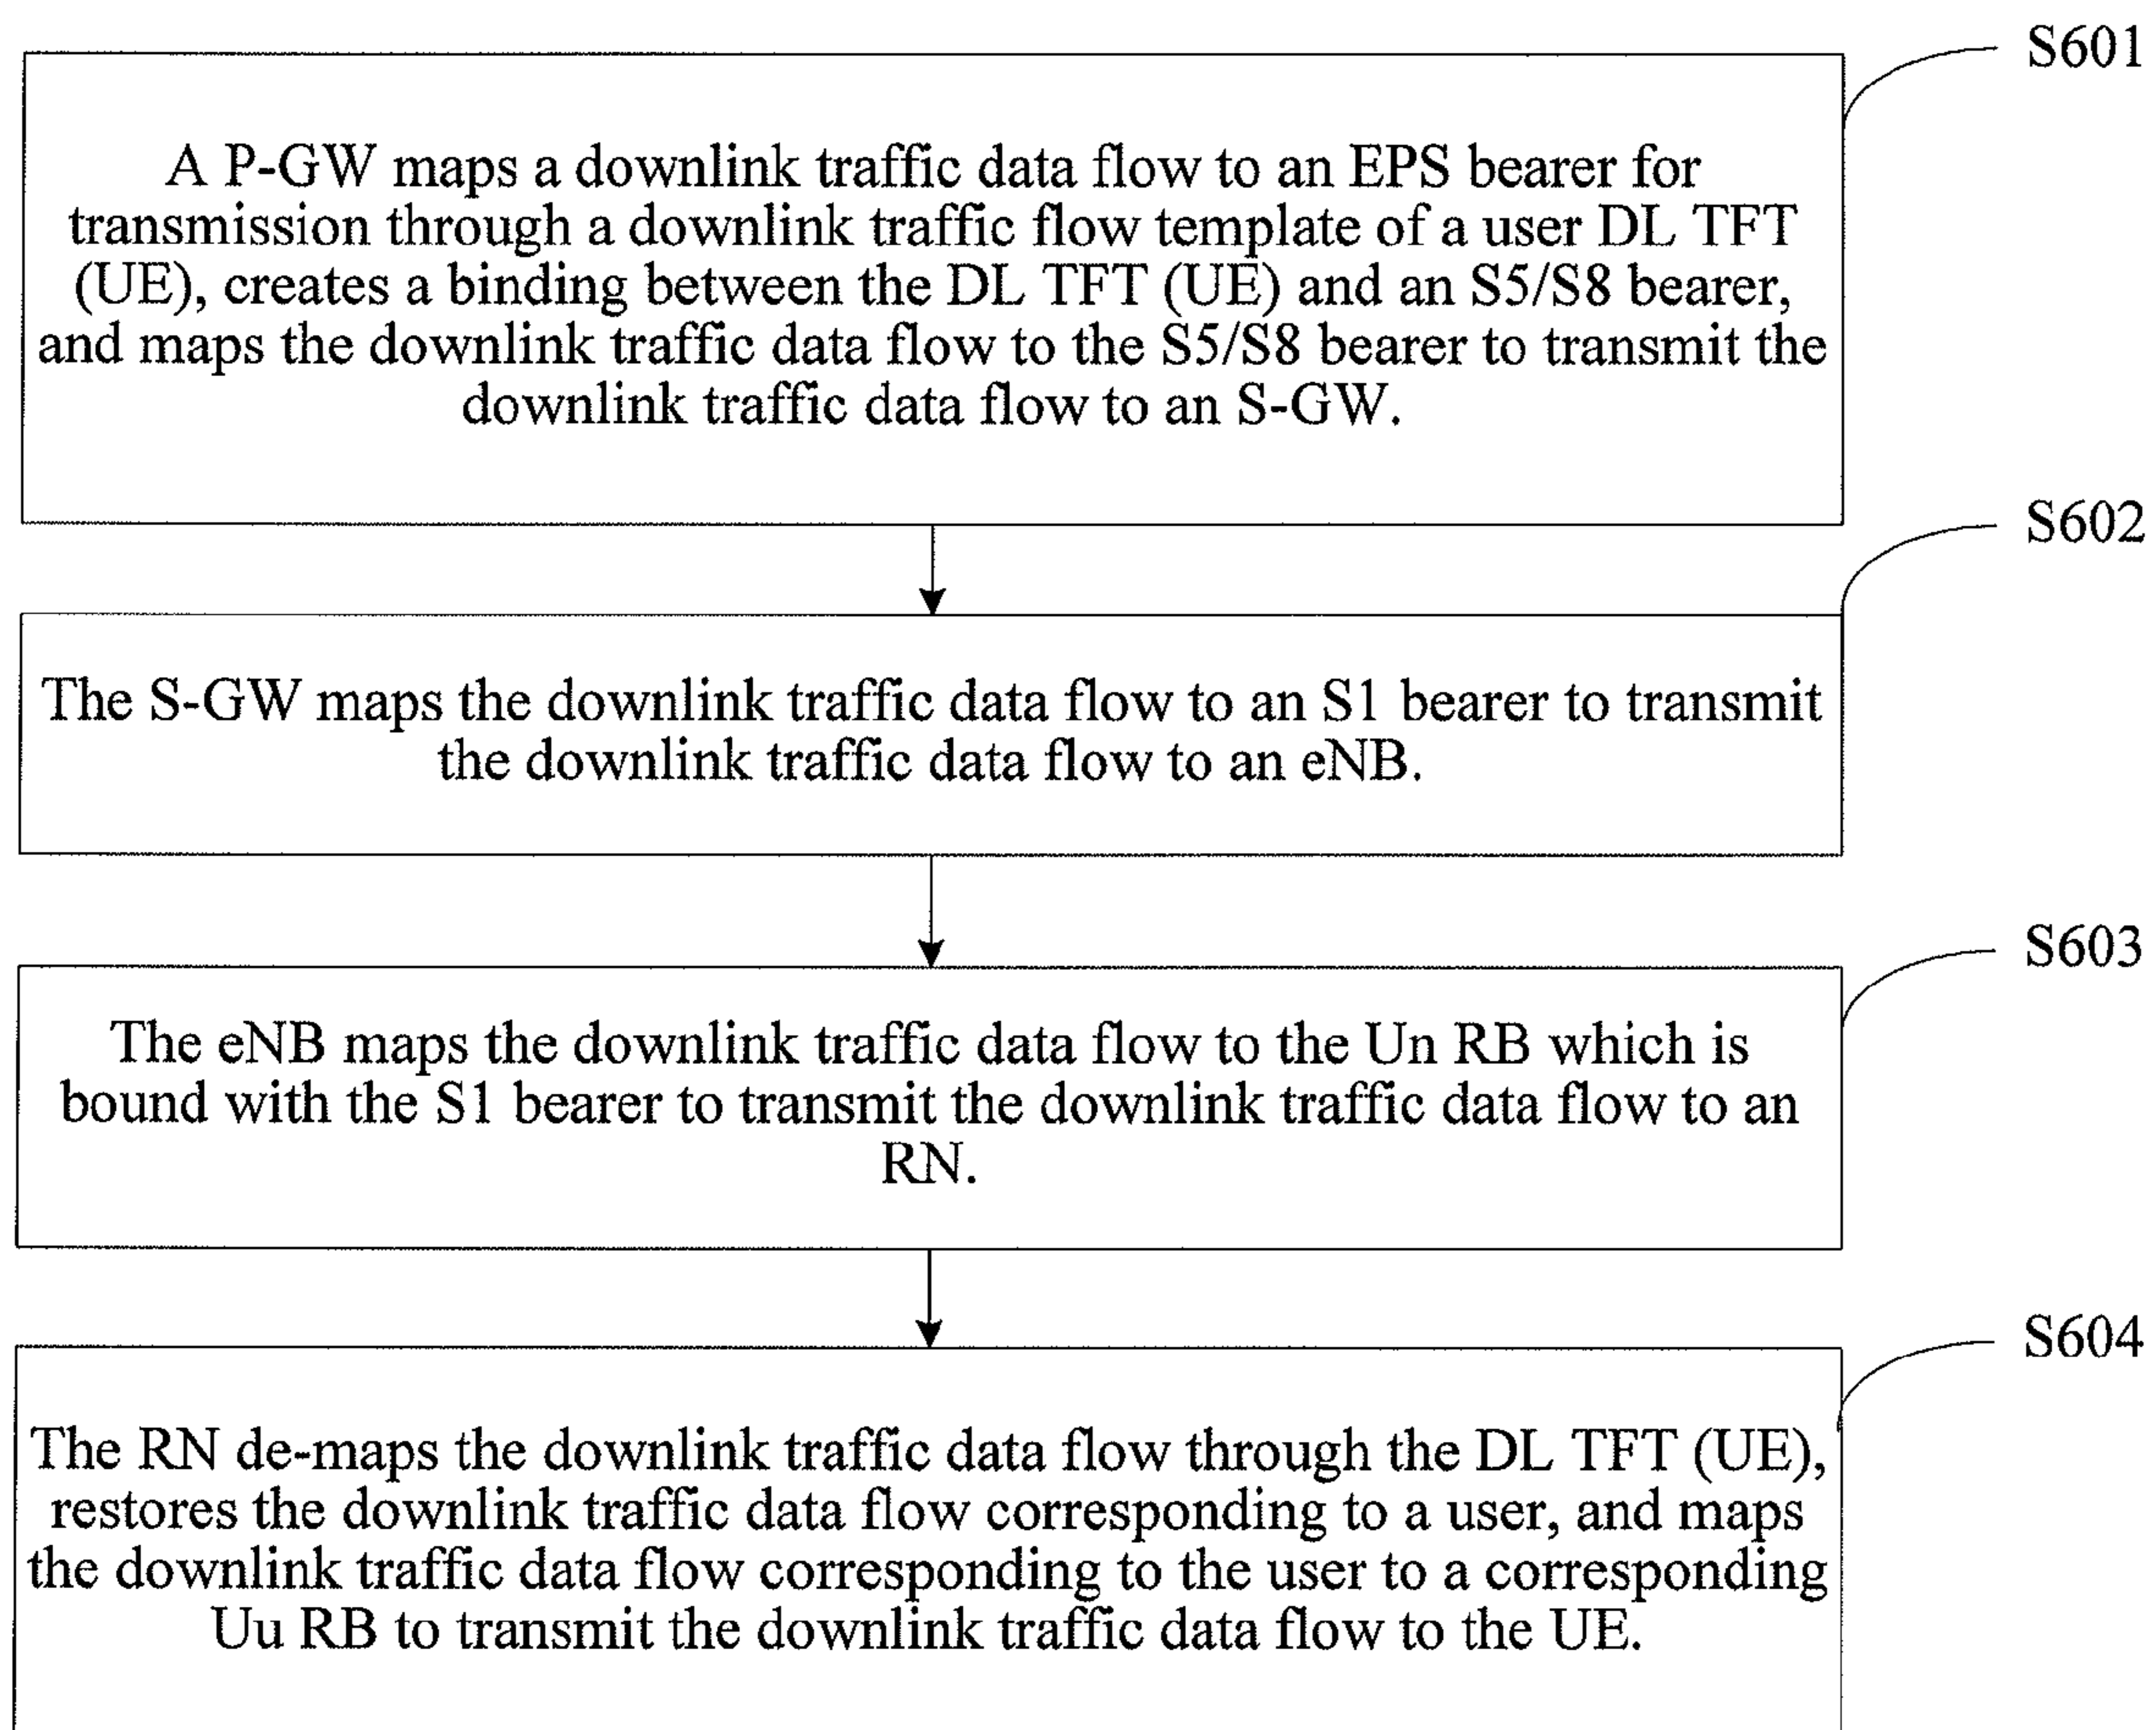 S601
A P-GW maps a downlink traffic data flow to an EPS bearer for
transmission through a downlink traffic flow template of a user DL TFT
(UE), creates a binding between the DL TFT (UE) and an S5/S8 bearer,
and maps the downlink traffic data flow to the S5/S8 bearer to transmit the
downlink traffic data flow to an S-GW.
S602
The S-GW maps the downlink traffic data flow to an S1 bearer to transmit
the downlink traffic data flow to an eNB.
S603
The eNB maps the downlink traffic data flow to the Un RB which is
bound with the S1 bearer to transmit the downlink traffic data flow to an
RN.
S604
The RN de-maps the downlink traffic data flow through the DL TFT (UE),
restores the downlink traffic data flow corresponding to a user, and maps
the downlink traffic data flow corresponding to the user to a corresponding
Uu RB to transmit the downlink traffic data flow to the UE.